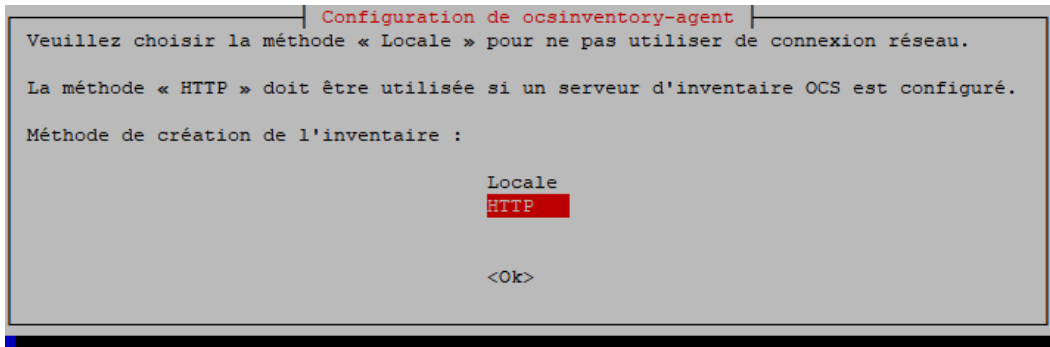 Configuration de ocsinventory-agent
Veuillez choisir la méthode « Locale » pour ne pas utiliser de connexion réseau.
La méthode « HTTP » doit être utilisée si un serveur d'inventaire OCS est configuré.
Méthode de création de l'inventaire :
Locale
HTTP
<Ok>